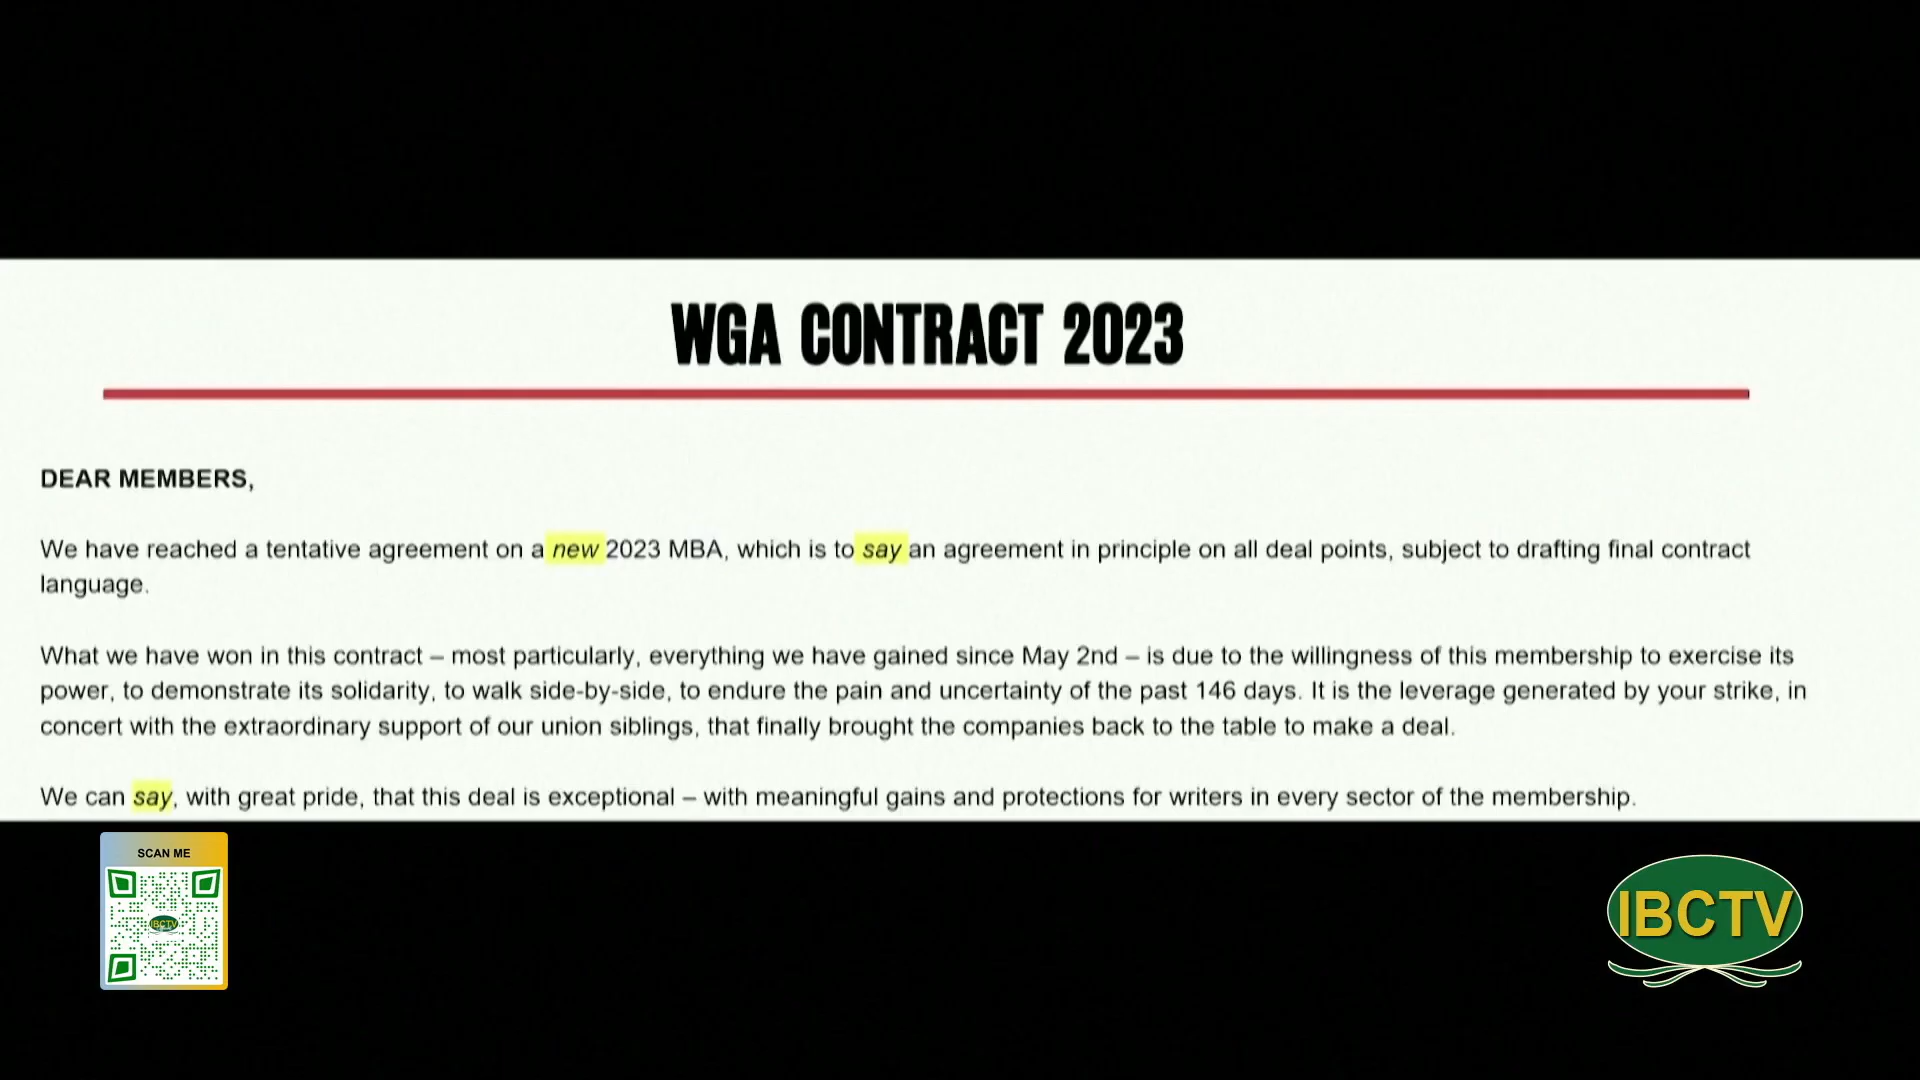 WGA CONTRACT 2023
DEAR MEMBERS,
We have reached a tentative agreement on a new 2023 MBA, which is to say an agreement in principle on all deal points, subject to drafting final contract
language.
What we have won in this contract – most particularly, everything we have gained since May 2nd – is due to the willingness of this membership to exercise its
power, to demonstrate its solidarity, to walk side-by-side, to endure the pain and uncertainty of the past 146 days. It is the leverage generated by your strike, in
concert with the extraordinary support of our union siblings, that finally brought the companies back to the table to make a deal.
We can say, with great pride, that this deal is exceptional – with meaningful gains and protections for writers in every sector of the membership.
SCAN ME
IBCTV
IBCTV